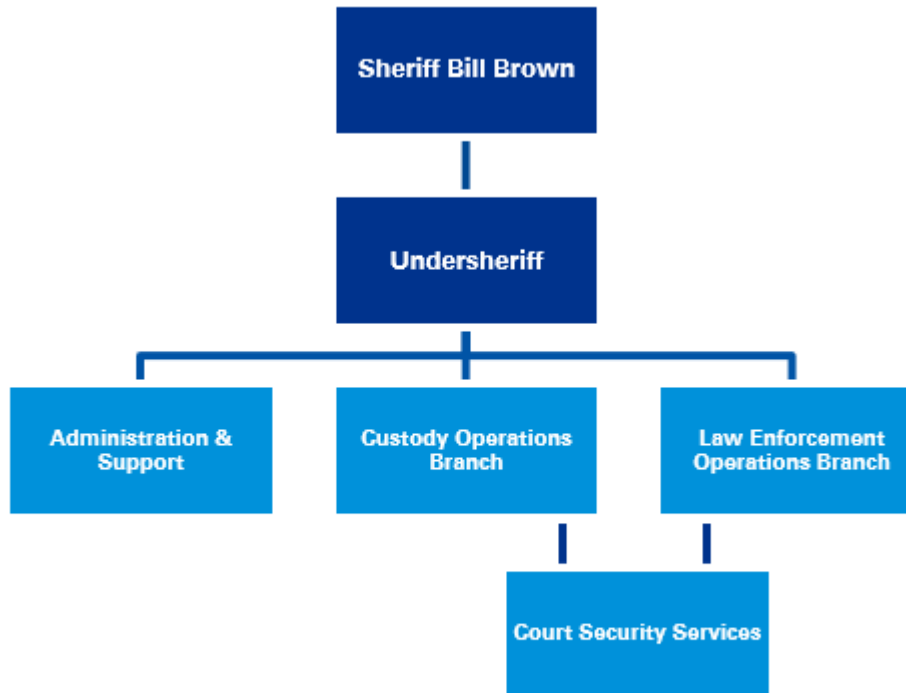 Sheriff Bill Brown
Undersheriff
Administration &
Support
Custody Operations
Branch
Law Enforcement
Operations Branch
Court Security Services